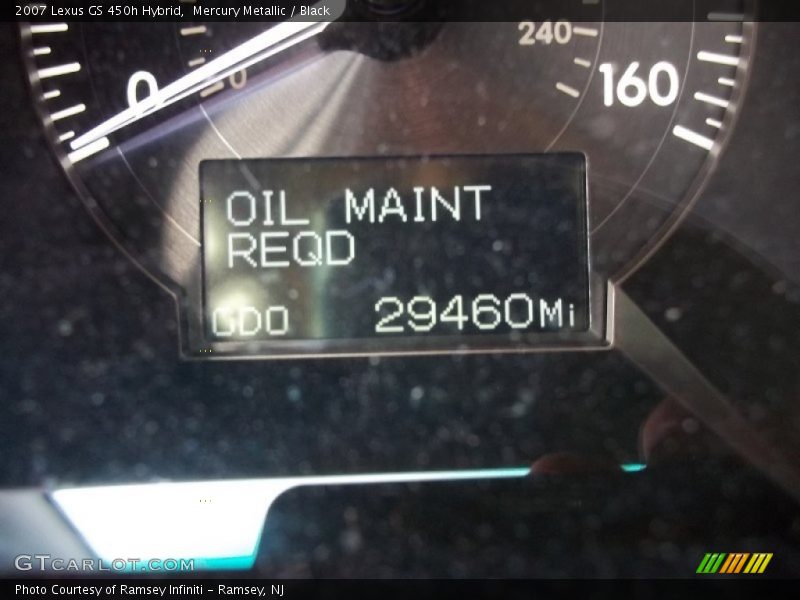 2007 Lexus GS 450h Hybrid, Mercury Metallic / Black
240
0
0
160
OIL MAINT
REQD
ODO 29460Mi
GTCARLOT.COM
Photo Courtesy of Ramsey Infiniti - Ramsey, NJ